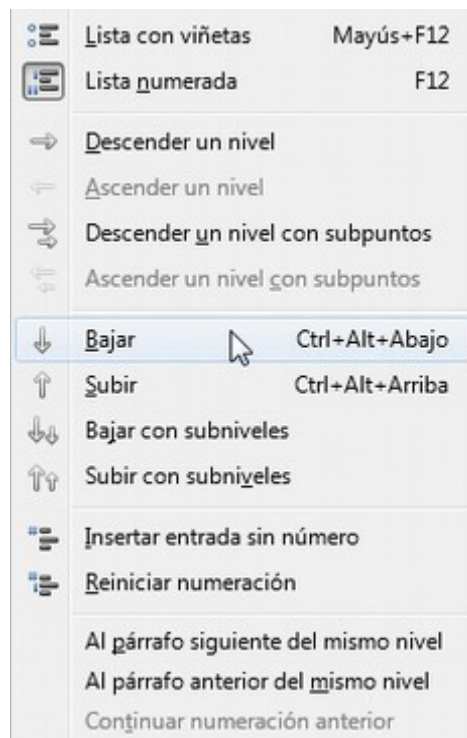 Lista con viñetas Mayús+F12
Lista numerada F12
Descender un nivel
Ascender un nivel
Descender un nivel con subpuntos
Ascender un nivel con subpuntos
Bajar Ctrl+Alt+Abajo
Subir Ctrl+Alt+Arriba
Bajar con subniveles
Subir con subniveles
Insertar entrada sin número
Reiniciar numeración
Al párrafo siguiente del mismo nivel
Al párrafo anterior del mismo nivel
Continuar numeración anterior